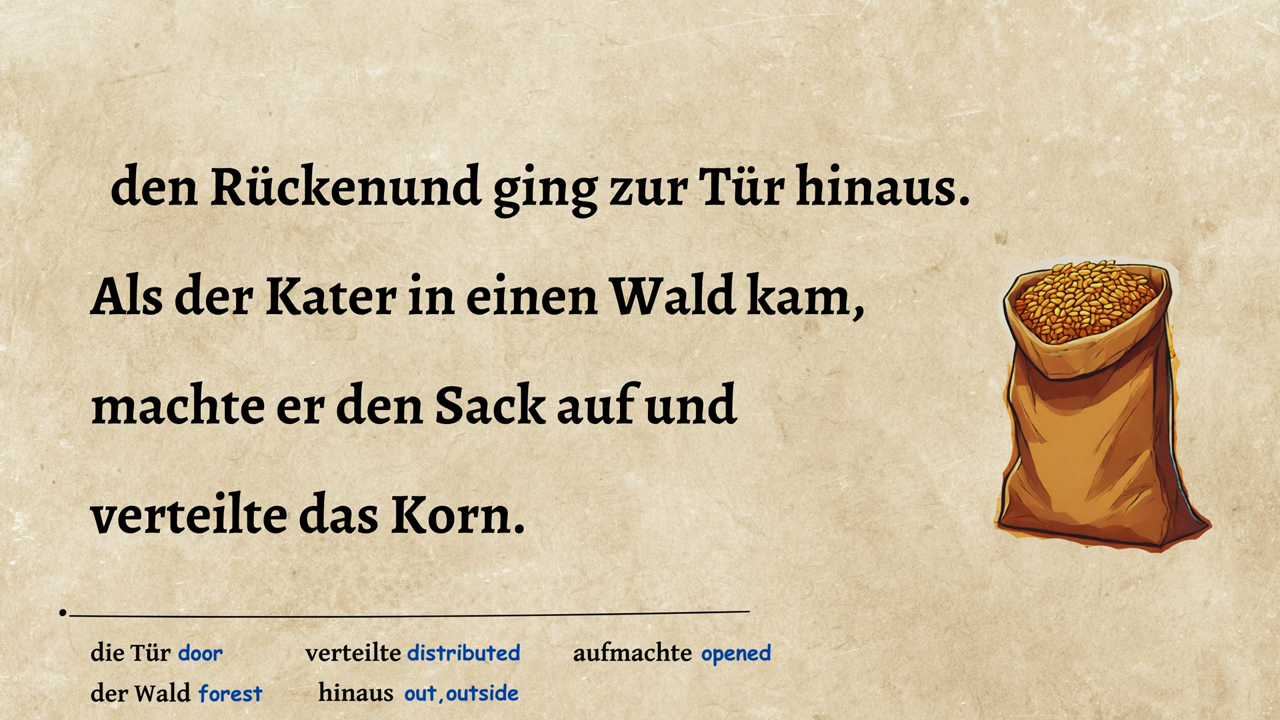 den Rückenund ging zur Tür hinaus.
Als der Kater in einen Wald kam,
machte er den Sack auf und
verteilte das Korn.
die Tür door verteilte distributed aufmachte opened
der Wald forest hinaus out,outside